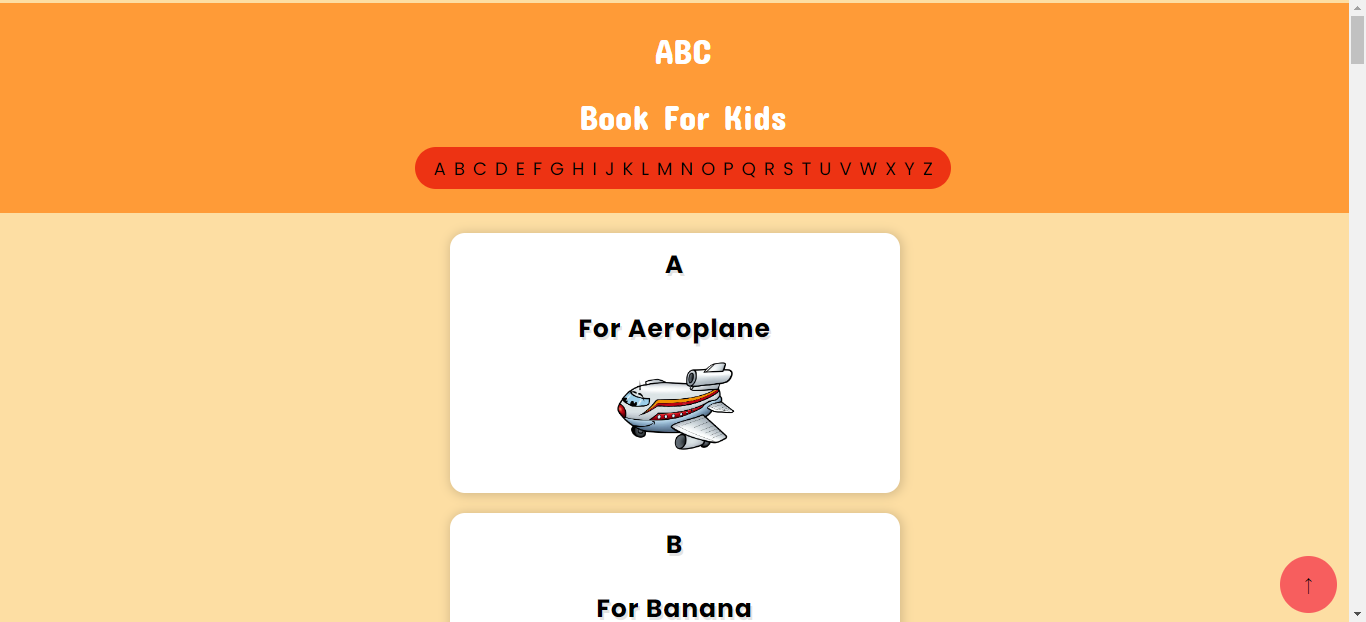 ABC
Book For Kids
A B C D E F G H I J K L M N O P Q R S T U V W X Y Z
A
For Aeroplane
B
For Banana
↑